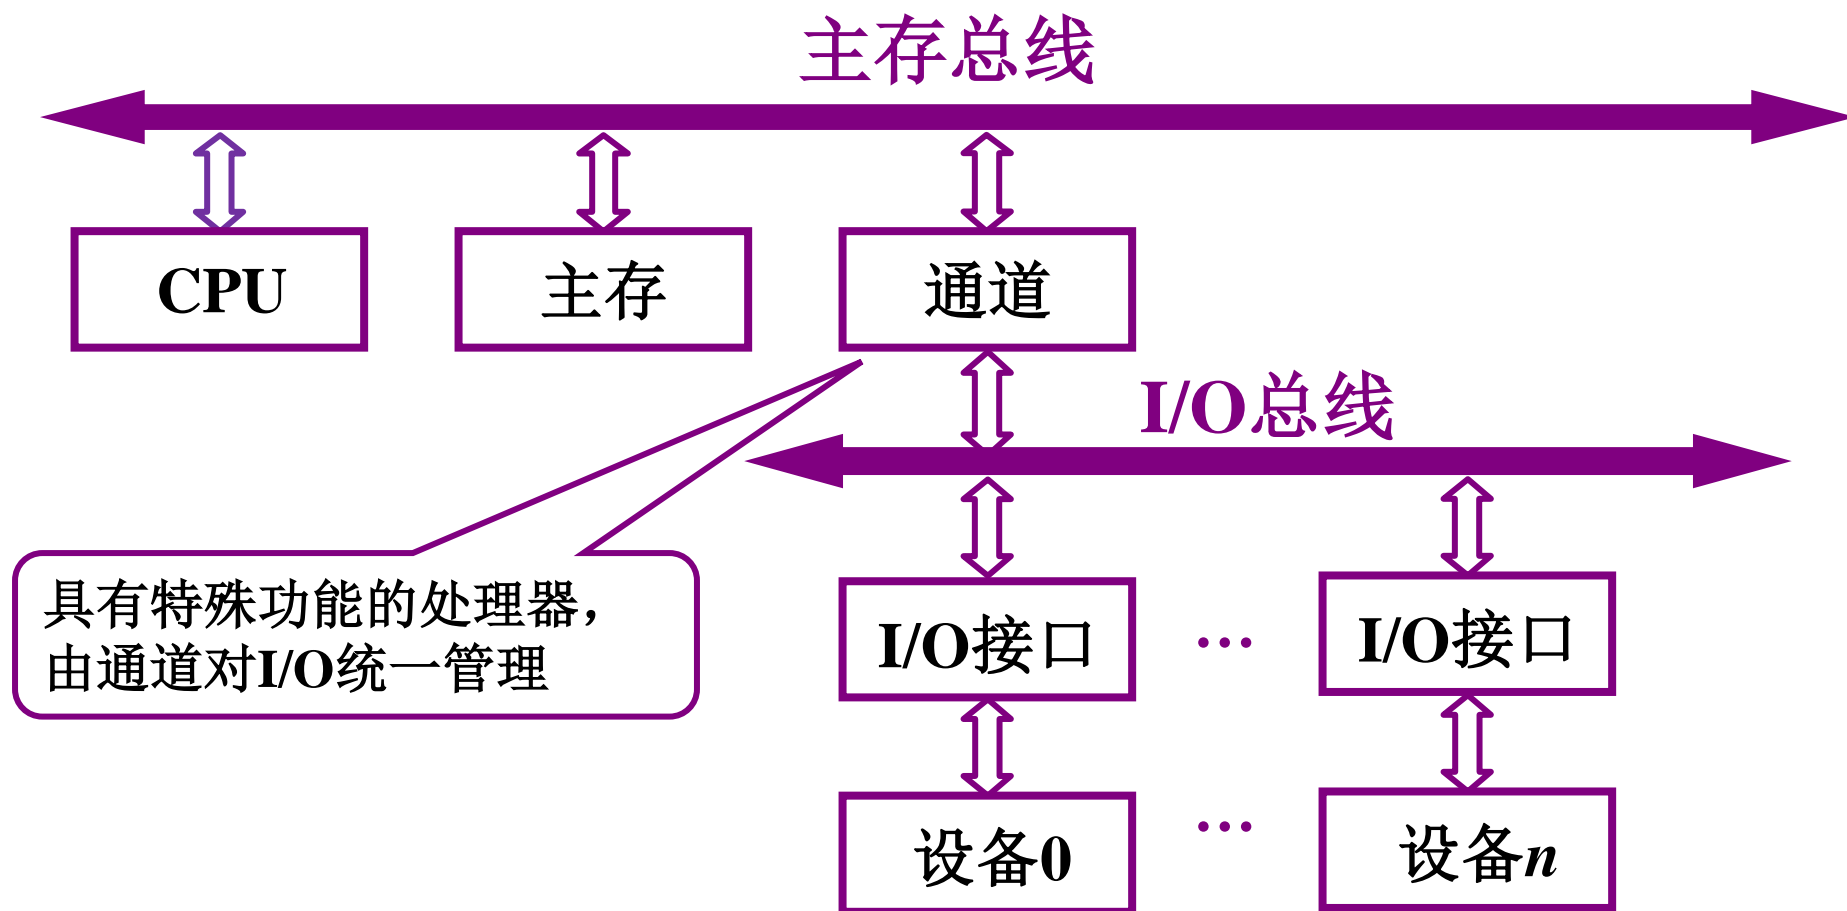 主存总线
CPU
主存
通道
I/O总线
具有特殊功能的处理器，
由通道对I/O统一管理
I/O接口
…
I/O接口
设备0
…
设备n